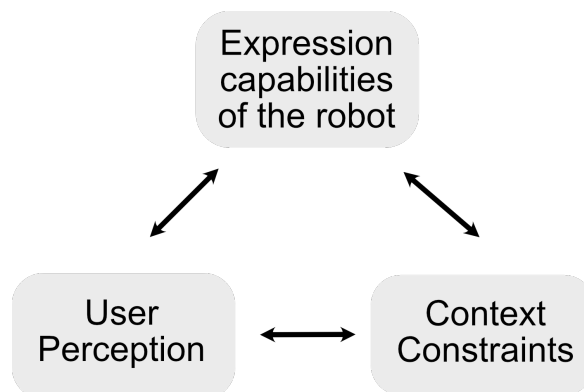 Expression
capabilities
of the robot
User
Perception
Context
Constraints